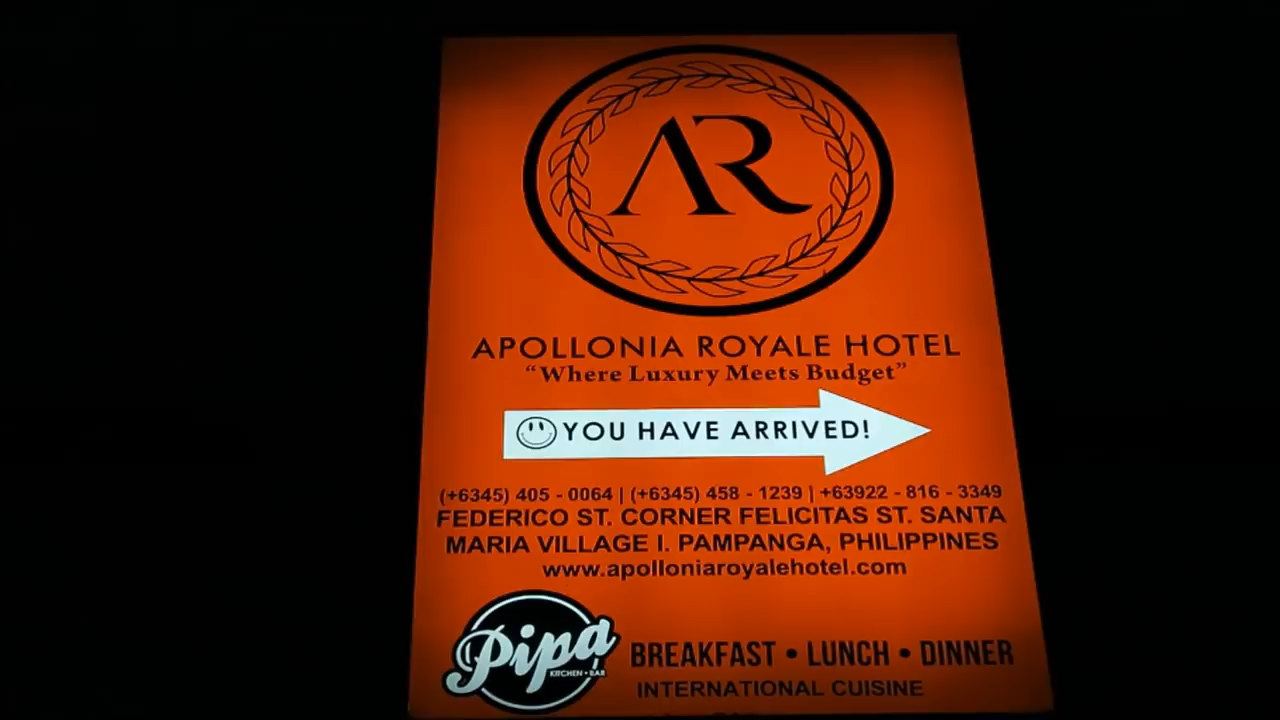 AR
APOLLONIA ROYALE HOTEL
“Where Luxury Meets Budget”
YOU HAVE ARRIVED!
(+6345) 405 - 0064 | (+6345) 458 - 1239 | +63922 - 816 - 3349
FEDERICO ST. CORNER FELICITAS ST. SANTA
MARIA VILLAGE I. PAMPANGA, PHILIPPINES
www.apolloniaroyalehotel.com
Pipa
KITCHEN • BAR
BREAKFAST • LUNCH • DINNER
INTERNATIONAL CUISINE